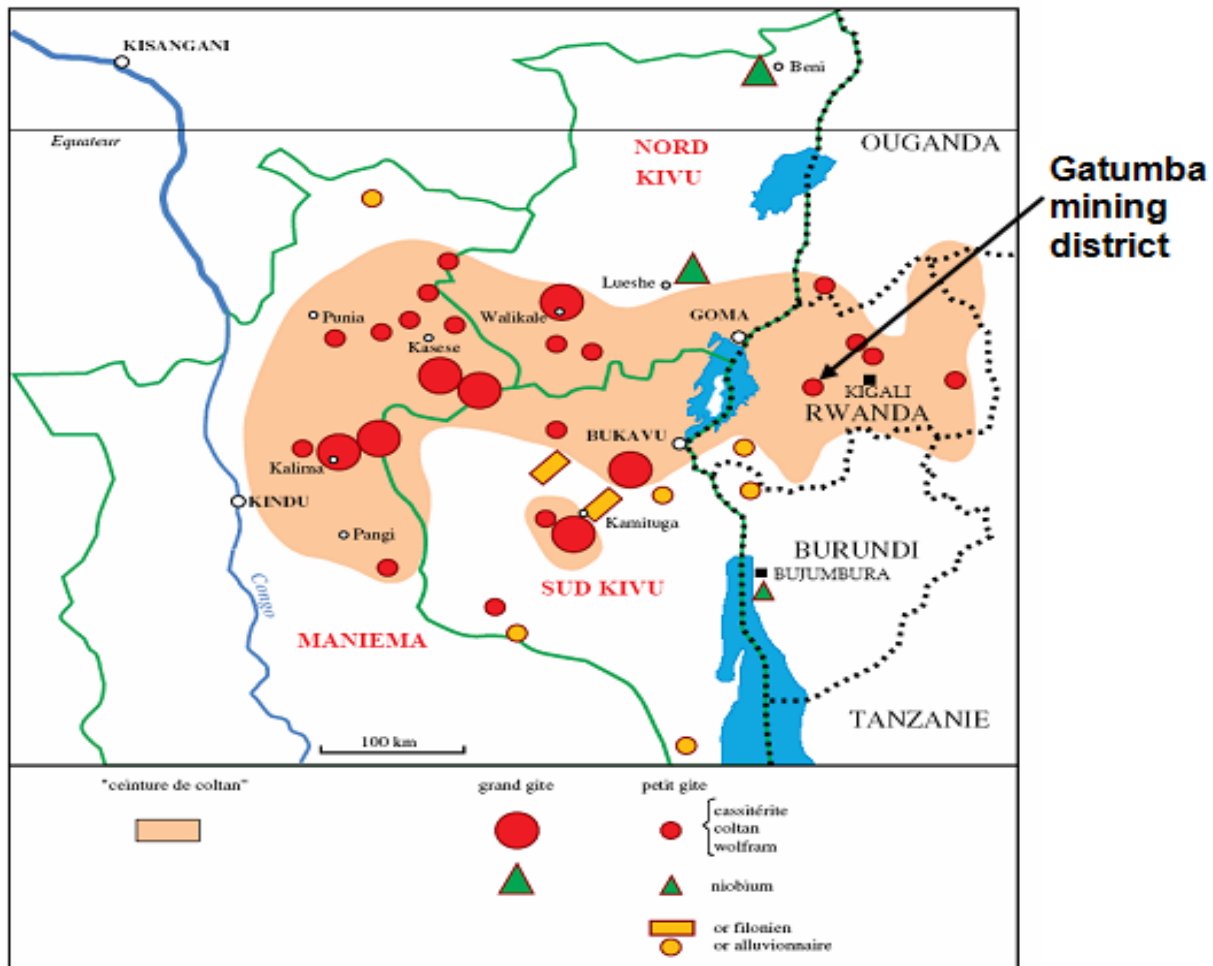 KISANGANI
Beni
Equateur
NORD
KIVU
OUGANDA
Gatumba
mining
district
Lueshe
Punia
Walikale
GOMA
Kasese
KIGALI
RWANDA
BUKAVU
Kalima
KINDU
Kamituga
Pangi
BURUNDI
BUJUMBURA
SUD KIVU
Congo
MANIEMA
TANZANIE
100 km
"ceinture de coltan"
grand gîte
petit gîte
cassitérite
coltan
wolfram
niobium
or filonien
or alluvionnaire